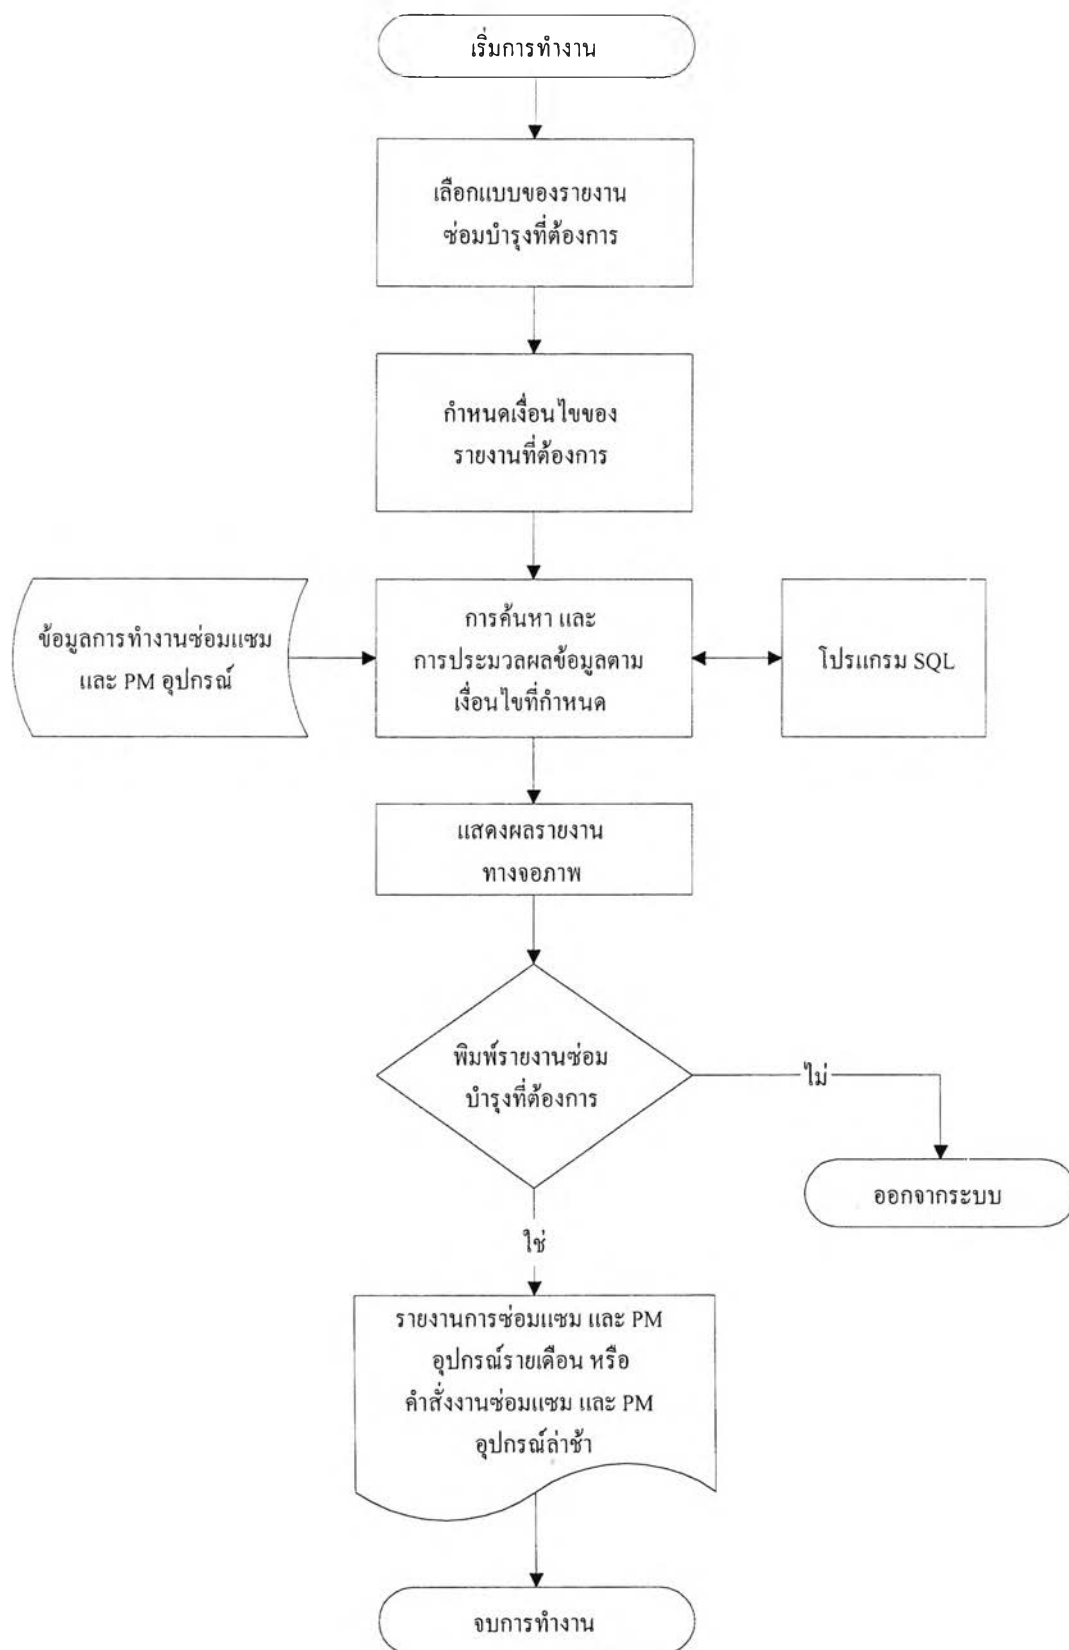 เริ่มการทำงาน
เลือกแบบของรายงาน
ซ่อมบำรุงที่ต้องการ
กำหนดเงื่อนไขของ
รายงานที่ต้องการ
ข้อมูลการทำงานซ่อมแซม
และ PM อุปกรณ์
การค้นหา และ
การประมวลผลข้อมูลตาม
เงื่อนไขที่กำหนด
โปรแกรม SQL
แสดงผลรายงาน
ทางจอภาพ
พิมพ์รายงานซ่อม
บำรุงที่ต้องการ
ไม่
ออกจากระบบ
ใช่
รายงานการซ่อมแซม และ PM
อุปกรณ์รายเดือน หรือ
คำสั่งงานซ่อมแซม และ PM
อุปกรณ์ล่าช้า
จบการทำงาน